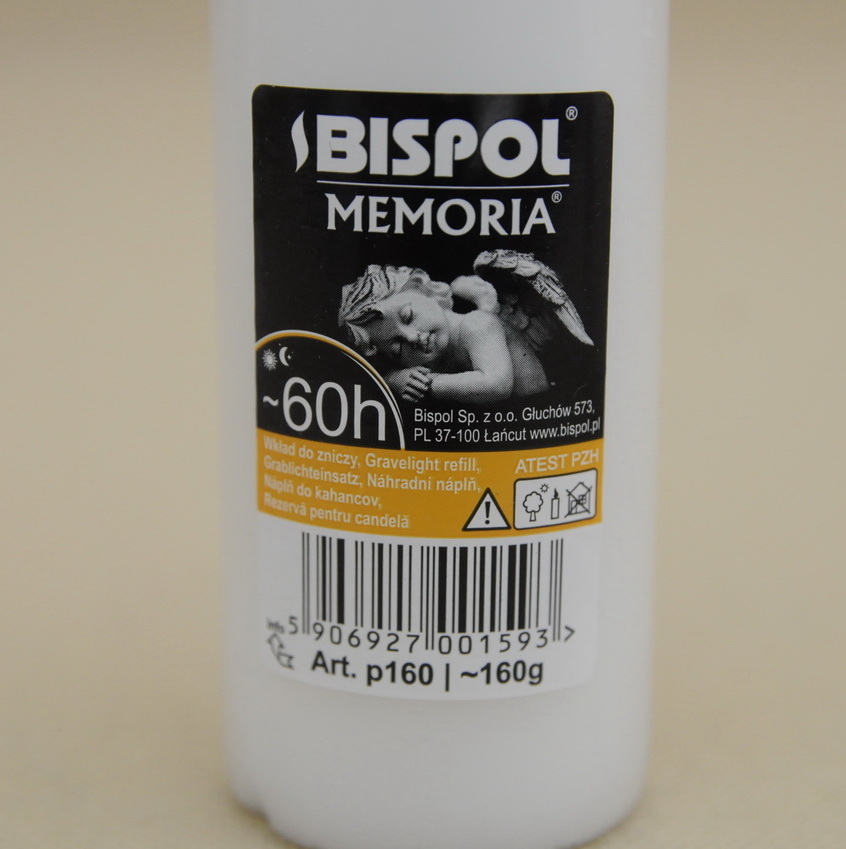 BISPOL®
MEMORIA®
~60h
Bispol Sp. z o.o. Głuchów 573,
PL 37-100 Łańcut www.bispol.pl
Wkład do zniczy, Gravelight refill,
Grablichteinsatz, Náhradní náplň,
Náplň do kahancov,
Rezervă pentru candelă
ATEST PZH
5 906927 001593 >
Info
Art. p160 | ~160g